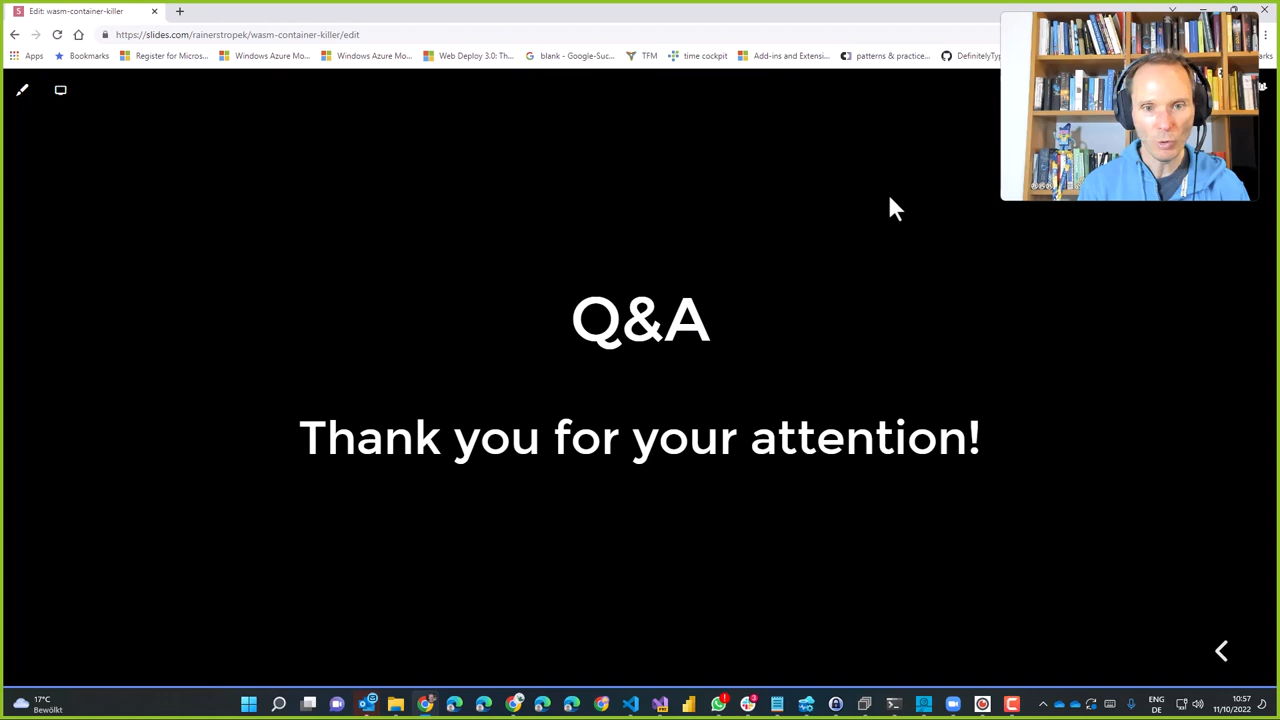 Edit: wasm-container-killer
https://slides.com/rainerstropek/wasm-container-killer/edit
Apps
Bookmarks
Register for Micros...
Windows Azure Mo...
Windows Azure Mo...
Web Deploy 3.0: Th...
blank - Google-Suc...
TFM
time cockpit
Add-ins and Extensi...
patterns & practice...
DefinitelyTy
Q&A
Thank you for your attention!
17°C
Bewölkt
ENG
DE
10:57
11/10/2022